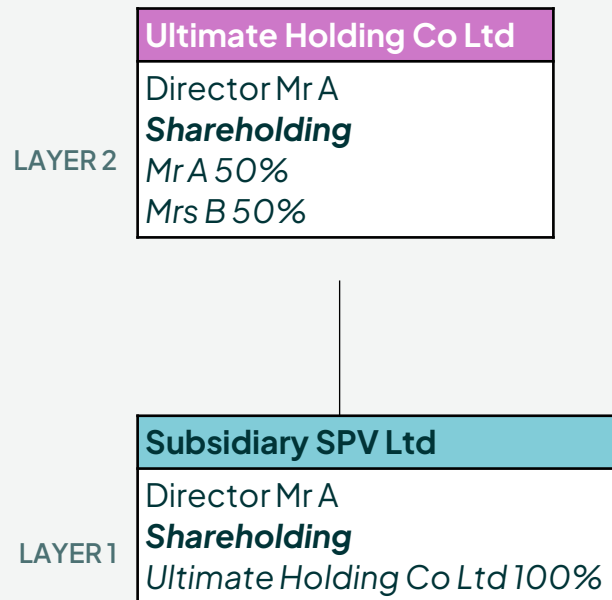 Ultimate Holding Co Ltd
Director Mr A
Shareholding
LAYER 2
Mr A 50%
Mrs B 50%
Subsidiary SPV Ltd
Director Mr A
Shareholding
LAYER 1
Ultimate Holding Co Ltd 100%